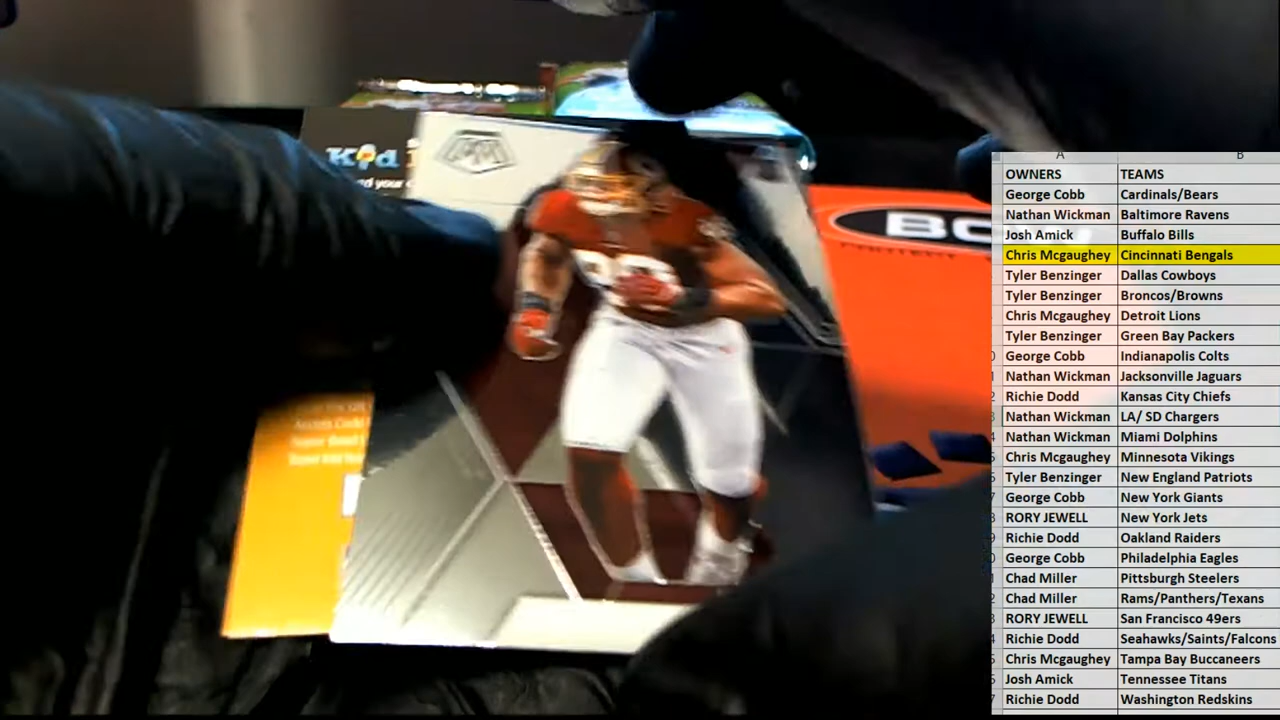 K d
d your c
BO
Access Code
Super Bowl
A B
OWNERS TEAMS
George Cobb Cardinals/Bears
Nathan Wickman Baltimore Ravens
Josh Amick Buffalo Bills
Chris Mcgaughey Cincinnati Bengals
Tyler Benzinger Dallas Cowboys
Tyler Benzinger Broncos/Browns
Chris Mcgaughey Detroit Lions
Tyler Benzinger Green Bay Packers
George Cobb Indianapolis Colts
Nathan Wickman Jacksonville Jaguars
Richie Dodd Kansas City Chiefs
Nathan Wickman LA/ SD Chargers
Nathan Wickman Miami Dolphins
Chris Mcgaughey Minnesota Vikings
Tyler Benzinger New England Patriots
George Cobb New York Giants
RORY JEWELL New York Jets
Richie Dodd Oakland Raiders
George Cobb Philadelphia Eagles
Chad Miller Pittsburgh Steelers
Chad Miller Rams/Panthers/Texans
RORY JEWELL San Francisco 49ers
Richie Dodd Seahawks/Saints/Falcons
Chris Mcgaughey Tampa Bay Buccaneers
Josh Amick Tennessee Titans
Richie Dodd Washington Redskins